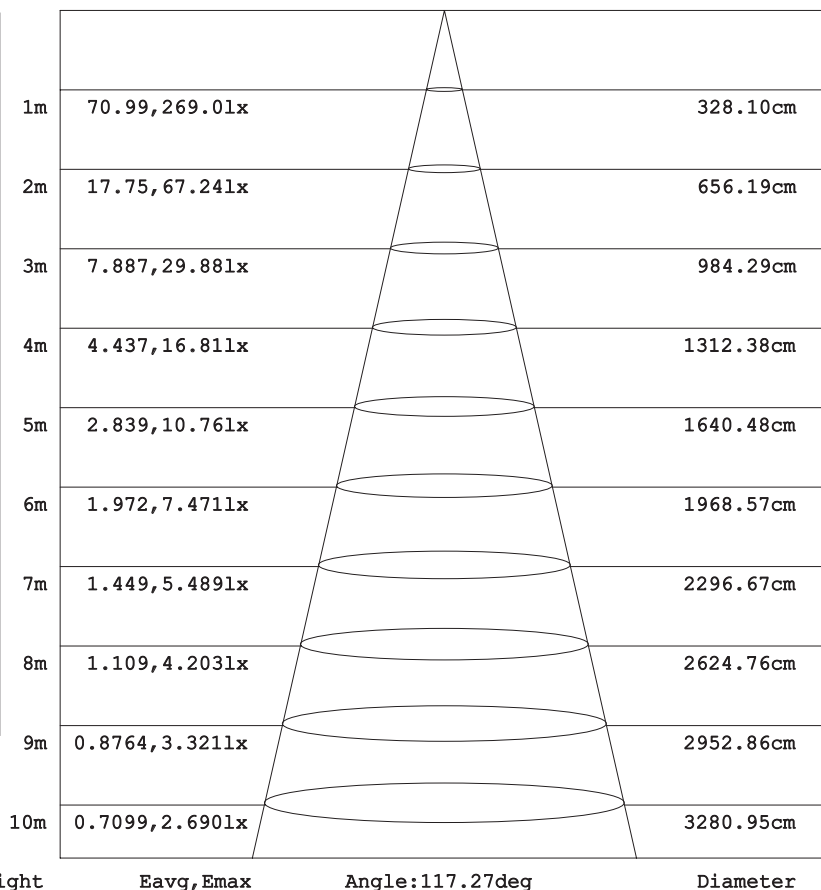 1m 70.99,269.0lx 328.10cm
2m 17.75,67.24lx 656.19cm
3m 7.887,29.88lx 984.29cm
4m 4.437,16.81lx 1312.38cm
5m 2.839,10.76lx 1640.48cm
6m 1.972,7.471lx 1968.57cm
7m 1.449,5.489lx 2296.67cm
8m 1.109,4.203lx 2624.76cm
9m 0.8764,3.321lx 2952.86cm
10m 0.7099,2.690lx 3280.95cm
ight Eavg,Emax Angle:117.27deg Diameter